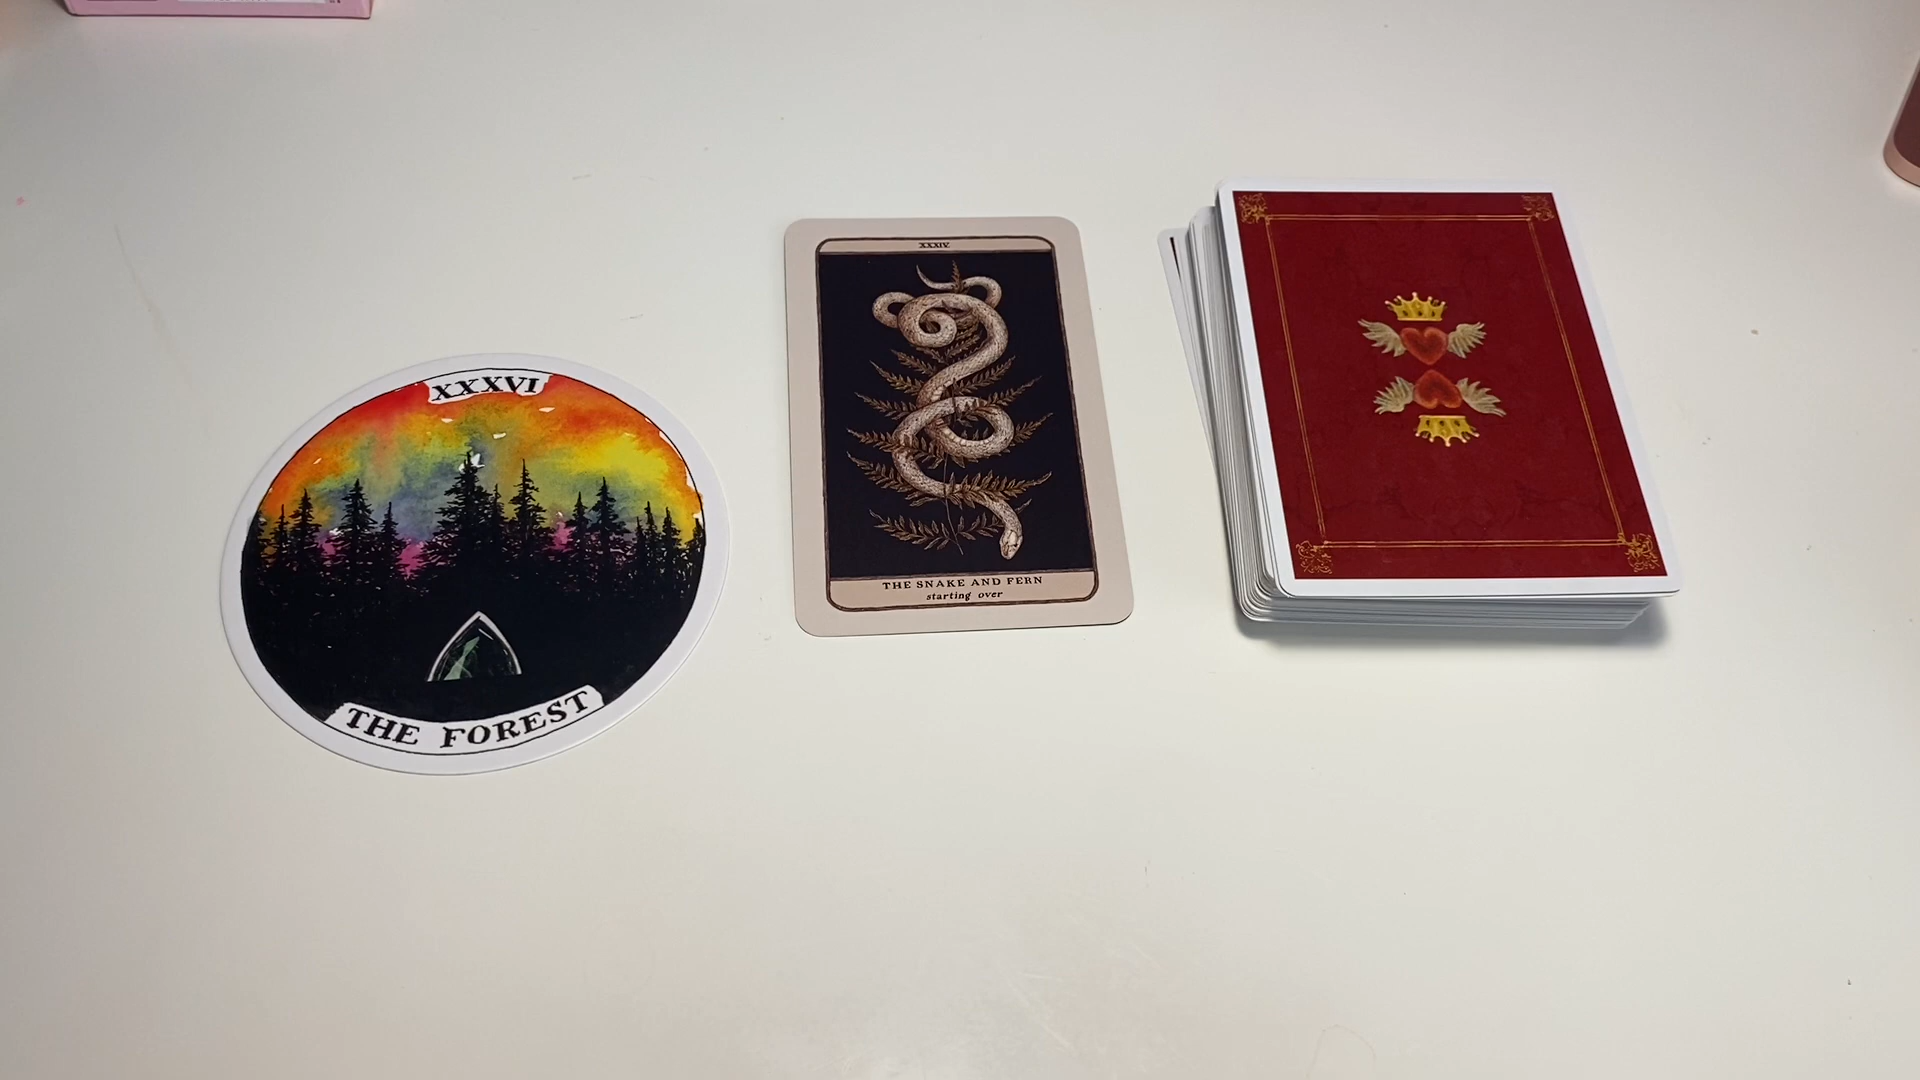 XXXVI
THE FOREST
XXXIV
THE SNAKE AND FERN
starting over